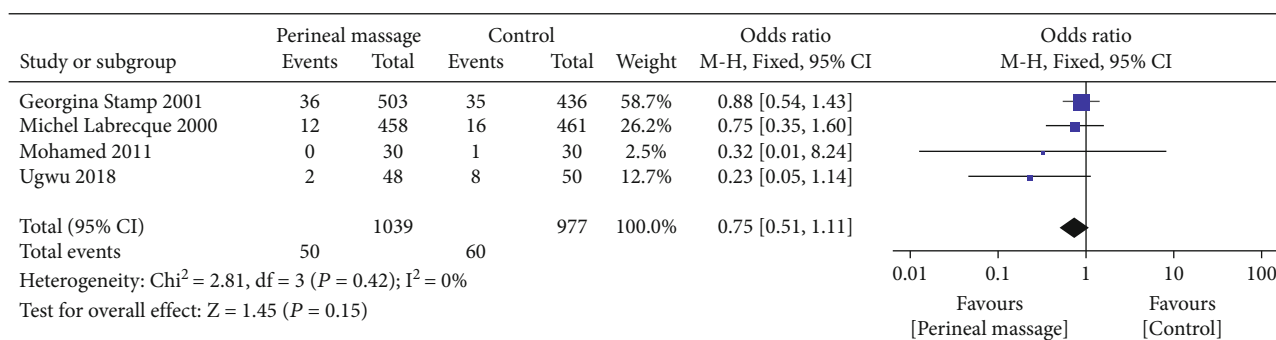 Perineal massage Control Odds ratio Odds ratio
Study or subgroup Events Total Events Total Weight M-H, Fixed, 95% CI M-H, Fixed, 95% CI
Georgina Stamp 2001 36 503 35 436 58.7% 0.88 [0.54, 1.43]
Michel Labrecque 2000 12 458 16 461 26.2% 0.75 [0.35, 1.60]
Mohamed 2011 0 30 1 30 2.5% 0.32 [0.01, 8.24]
Ugwu 2018 2 48 8 50 12.7% 0.23 [0.05, 1.14]
Total (95% CI) 1039 977 100.0% 0.75 [0.51, 1.11]
Total events 50 60
Heterogeneity: Chi² = 2.81, df = 3 (P = 0.42); I² = 0%
Test for overall effect: Z = 1.45 (P = 0.15)
0.01 0.1 1 10 100
Favours Favours
[Perineal massage] [Control]